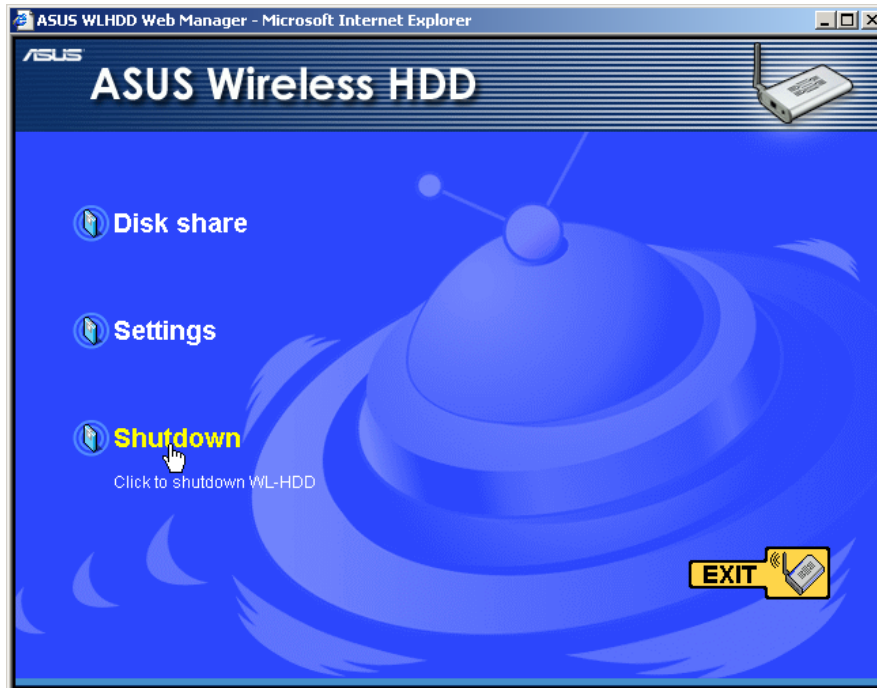 ASUS WLHDD Web Manager - Microsoft Internet Explorer
ASUS
ASUS Wireless HDD
Disk share
Settings
Shutdown
Click to shutdown WL-HDD
EXIT